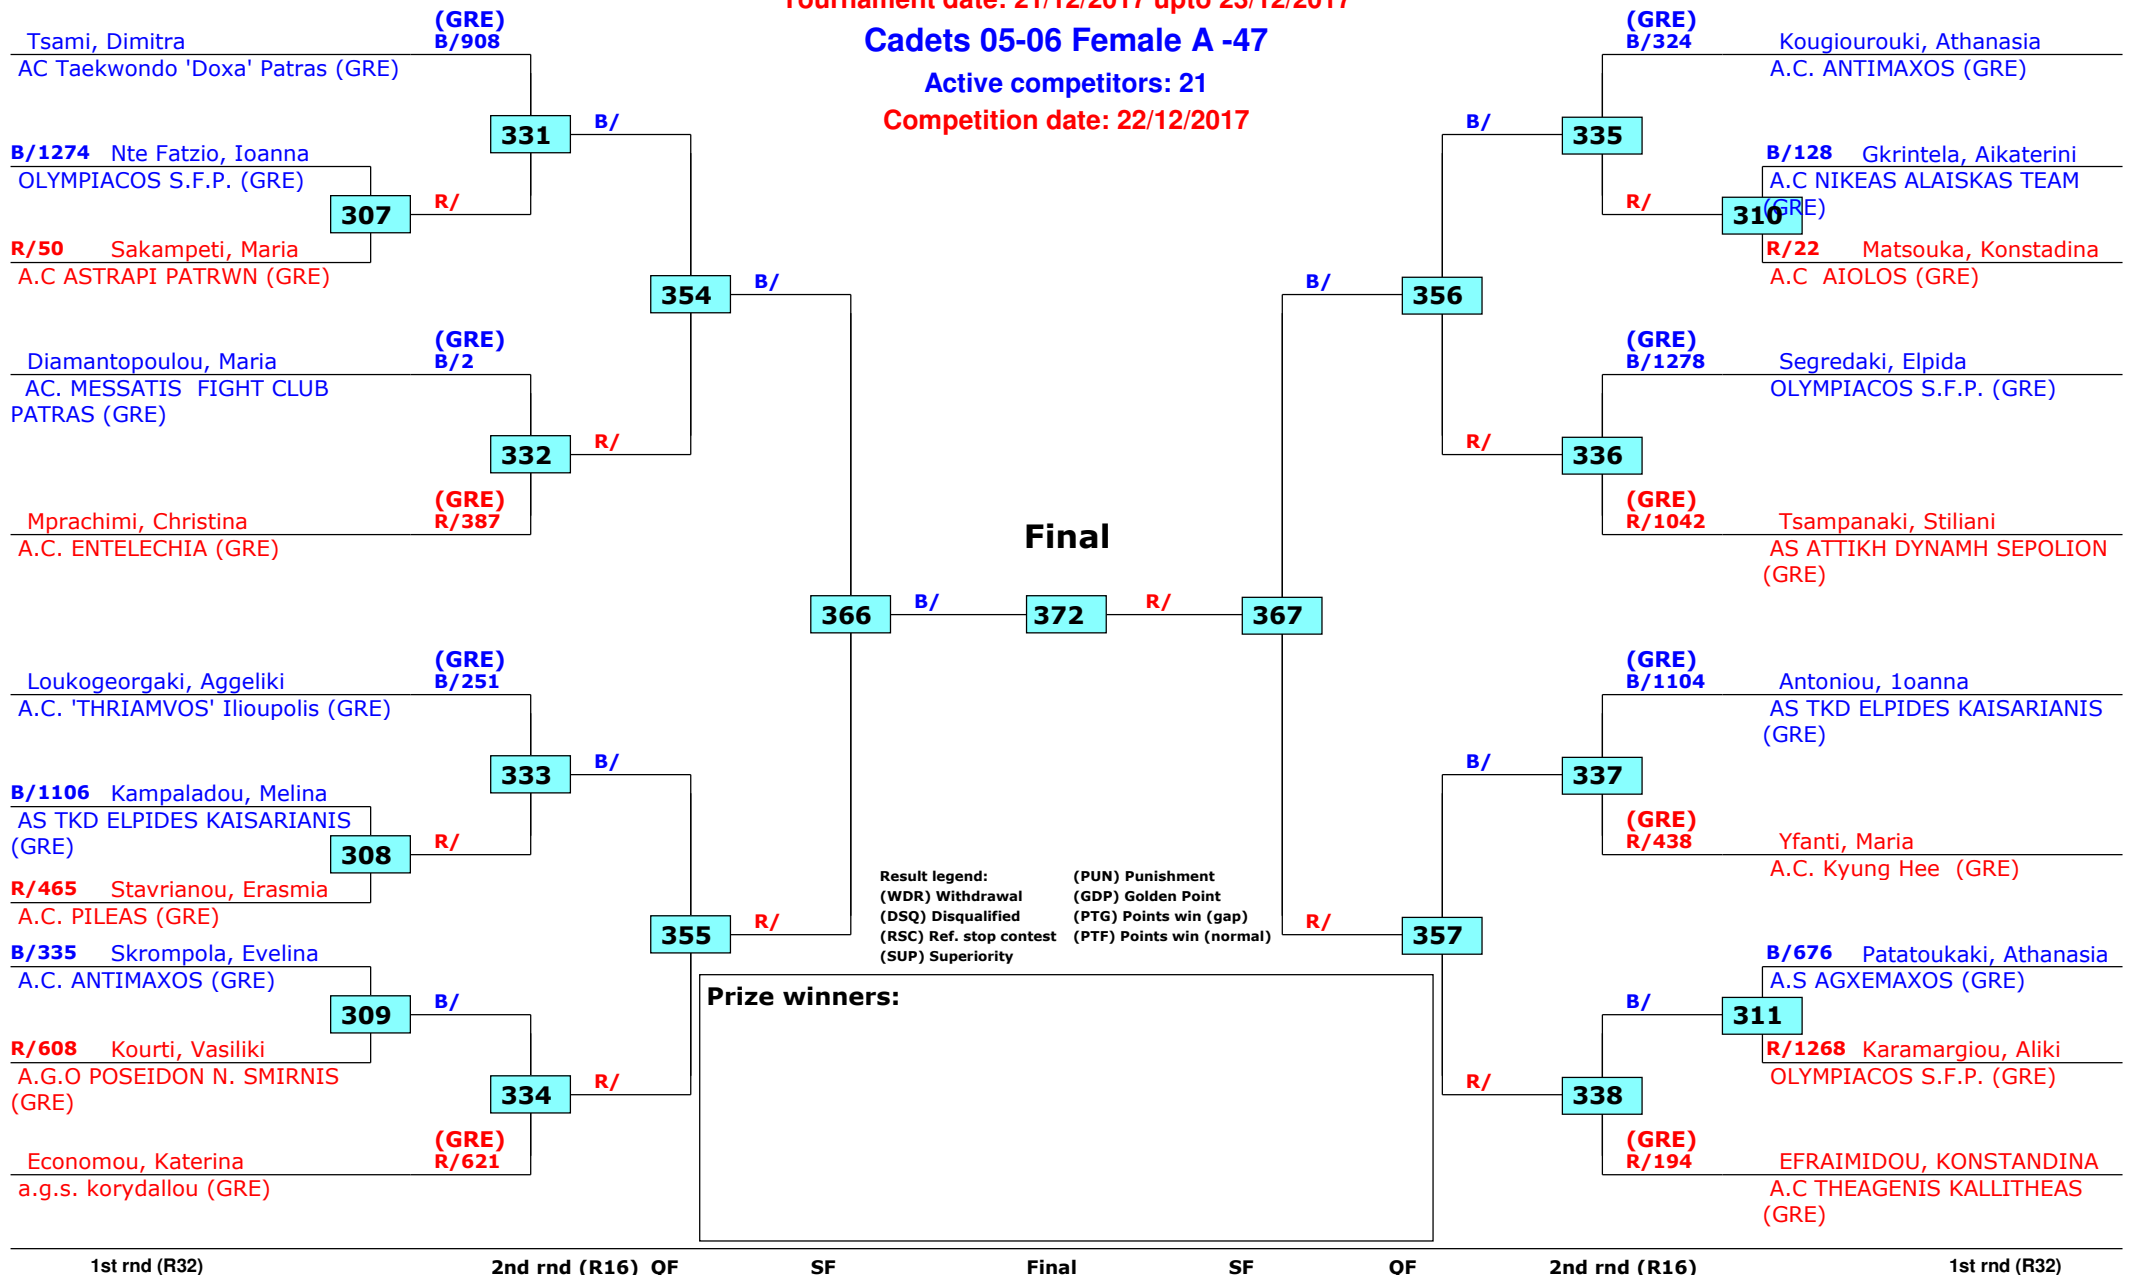 Tournament date: 21/12/2017 upto 23/12/2017
Cadets 05-06 Female A -47
Active competitors: 21
Competition date: 22/12/2017
(GRE)
Tsami, Dimitra B/908
AC Taekwondo 'Doxa' Patras (GRE)
331
B/
B/1274 Nte Fatzio, Ioanna
OLYMPIACOS S.F.P. (GRE)
307
R/
R/50 Sakampeti, Maria
A.C ASTRAPI PATRWN (GRE)
354
B/
(GRE)
Diamantopoulou, Maria B/2
AC. MESSATIS FIGHT CLUB
PATRAS (GRE)
332
R/
(GRE)
Mprachimi, Christina R/387
A.C. ENTELECHIA (GRE)
366
B/
(GRE)
Loukogeorgaki, Aggeliki B/251
A.C. 'THRIAMVOS' Ilioupolis (GRE)
333
B/
B/1106 Kampaladou, Melina
AS TKD ELPIDES KAISARIANIS
(GRE)
308
R/
R/465 Stavrianou, Erasmia
A.C. PILEAS (GRE)
355
R/
B/335 Skrompola, Evelina
A.C. ANTIMAXOS (GRE)
309
B/
R/608 Kourti, Vasiliki
A.G.O POSEIDON N. SMIRNIS
(GRE)
334
R/
(GRE)
Economou, Katerina R/621
a.g.s. korydallou (GRE)
Final
372
R/
367
(GRE)
B/324 Kougiourouki, Athanasia
A.C. ANTIMAXOS (GRE)
B/
335
B/128 Gkrintela, Aikaterini
A.C NIKEAS ALAISKAS TEAM
(GRE)
R/
310
R/22 Matsouka, Konstadina
A.C AIOLOS (GRE)
B/
356
(GRE)
B/1278 Segredaki, Elpida
OLYMPIACOS S.F.P. (GRE)
R/
336
(GRE)
R/1042 Tsampanaki, Stiliani
AS ATTIKH DYNAMH SEPOLION
(GRE)
(GRE)
B/1104 Antoniou, 1oanna
AS TKD ELPIDES KAISARIANIS
(GRE)
B/
337
(GRE)
R/438 Yfanti, Maria
A.C. Kyung Hee (GRE)
R/
357
B/676 Patatoukaki, Athanasia
A.S AGXEMAXOS (GRE)
B/
311
R/1268 Karamargiou, Aliki
OLYMPIACOS S.F.P. (GRE)
R/
338
(GRE)
R/194 EFRAIMIDOU, KONSTANDINA
A.C THEAGENIS KALLITHEAS
(GRE)
Result legend: (PUN) Punishment
(WDR) Withdrawal (GDP) Golden Point
(DSQ) Disqualified (PTG) Points win (gap)
(RSC) Ref. stop contest (PTF) Points win (normal)
(SUP) Superiority
Prize winners:
1st rnd (R32) 2nd rnd (R16) QF SF Final SF QF 2nd rnd (R16) 1st rnd (R32)